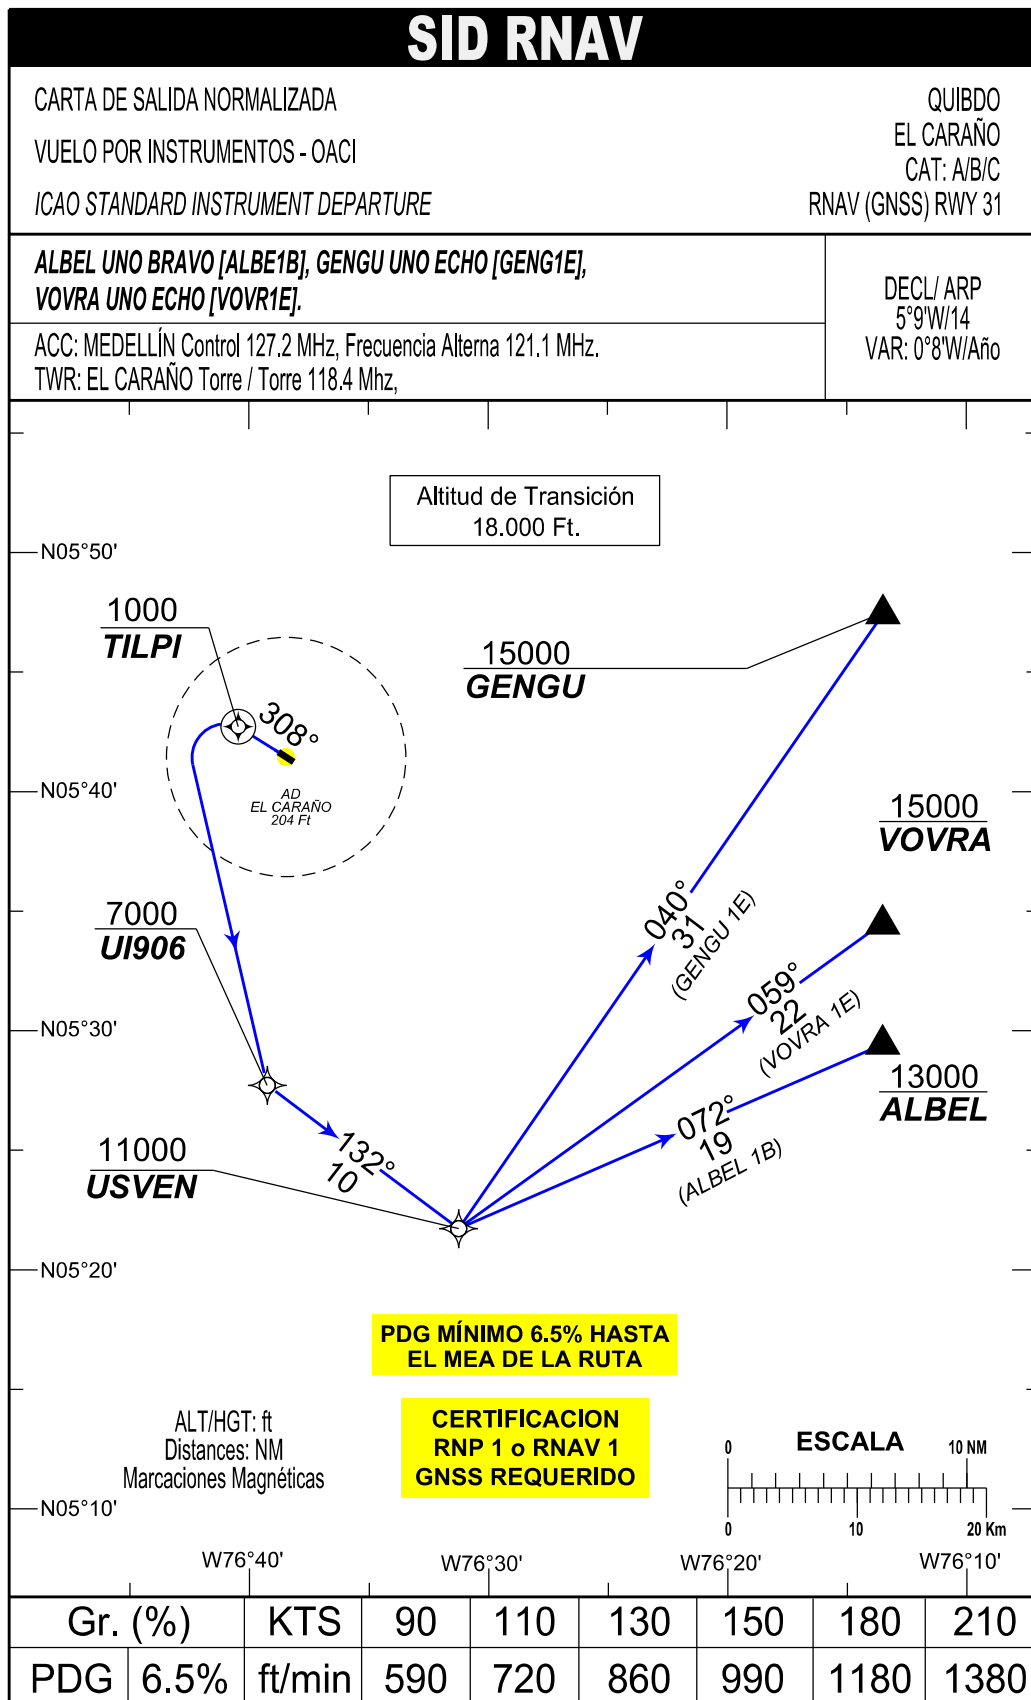 SID RNAV
CARTA DE SALIDA NORMALIZADA
VUELO POR INSTRUMENTOS - OACI
ICAO STANDARD INSTRUMENT DEPARTURE
QUIBDO
EL CARAÑO
CAT: A/B/C
RNAV (GNSS) RWY 31
ALBEL UNO BRAVO [ALBE1B], GENGU UNO ECHO [GENG1E],
VOVRA UNO ECHO [VOVR1E].
ACC: MEDELLÍN Control 127.2 MHz, Frecuencia Alterna 121.1 MHz.
TWR: EL CARAÑO Torre / Torre 118.4 Mhz,
DECL/ ARP
5°9'W/14
VAR: 0°8'W/Año
Altitud de Transición
18.000 Ft.
N05°50'
1000
TILPI
15000
GENGU
308°
N05°40'
AD
EL CARAÑO
204 Ft
15000
VOVRA
040°
31
(GENGU 1E)
7000
UI906
059°
22
(VOVRA 1E)
N05°30'
13000
ALBEL
072°
19
(ALBEL 1B)
132°
10
11000
USVEN
N05°20'
PDG MÍNIMO 6.5% HASTA
EL MEA DE LA RUTA
ALT/HGT: ft
Distances: NM
Marcaciones Magnéticas
CERTIFICACION
RNP 1 o RNAV 1
GNSS REQUERIDO
ESCALA
0 10 NM
0 10 20 Km
N05°10'
W76°40' W76°30' W76°20' W76°10'
Gr. (%) KTS 90 110 130 150 180 210
PDG 6.5% ft/min 590 720 860 990 1180 1380